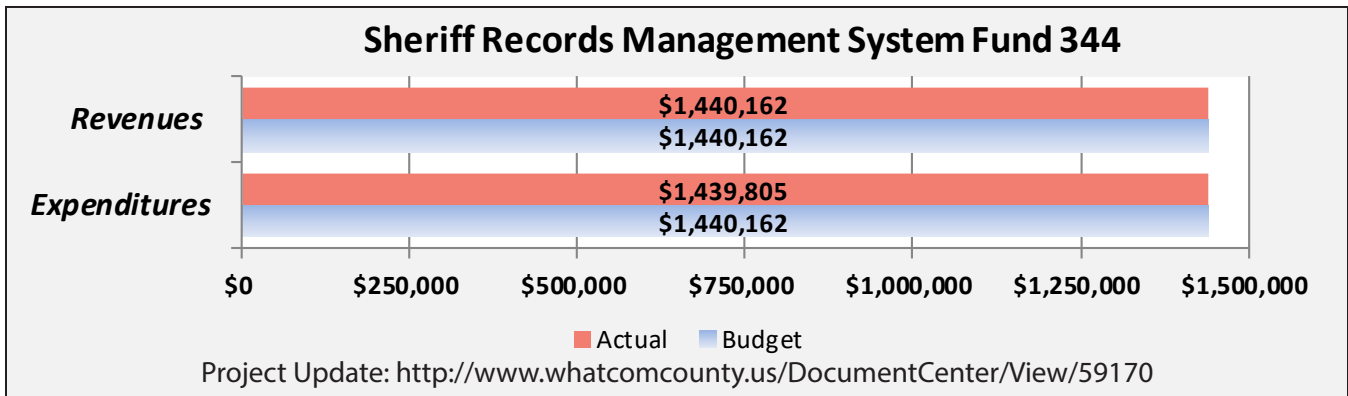 Sheriff Records Management System Fund 344
Revenues
$1,440,162
$1,440,162
Expenditures
$1,439,805
$1,440,162
$0 $250,000 $500,000 $750,000 $1,000,000 $1,250,000 $1,500,000
Actual Budget
Project Update: http://www.whatcomcounty.us/DocumentCenter/View/59170